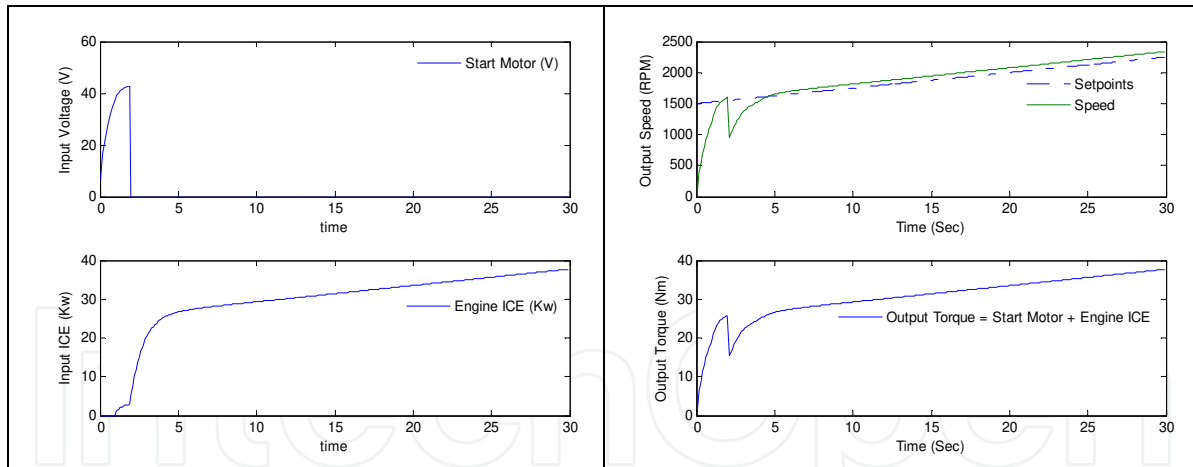 60
40
20
0
Input Voltage (V)
Start Motor (V)
0 5 10 15 20 25 30
time
40
30
20
10
0
Input ICE (Kw)
Engine ICE (Kw)
0 5 10 15 20 25 30
time
2500
2000
1500
1000
500
0
Output Speed (RPM)
Setpoints
Speed
0 5 10 15 20 25 30
Time (Sec)
40
30
20
10
0
Output Torque (Nm)
Output Torque = Start Motor + Engine ICE
0 5 10 15 20 25 30
Time (Sec)
IntechOpen